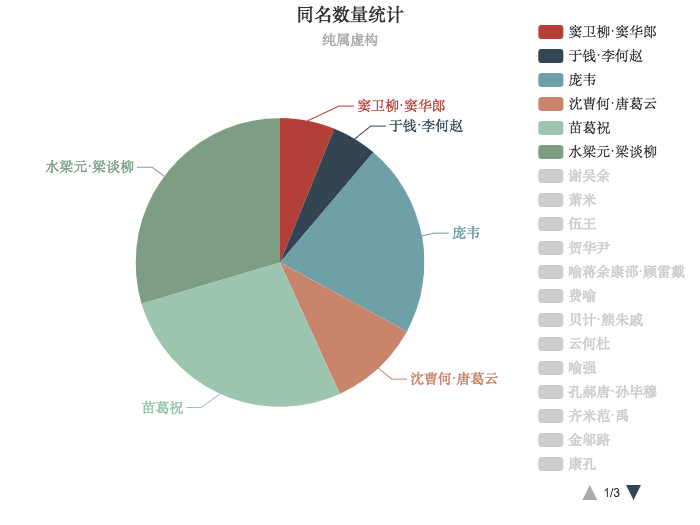 同名数量统计
纯属虚构
窦卫柳·窦华郎
于钱·李何赵
庞韦
沈曹何·唐葛云
苗葛祝
水梁元·梁谈柳
窦卫柳·窦华郎
于钱·李何赵
庞韦
沈曹何·唐葛云
苗葛祝
水梁元·梁谈柳
谢吴余
萧米
伍王
贺华尹
喻蒋余康邵·顾雷戴
费喻
贝计·熊朱戚
云何杜
喻强
孔郝唐·孙毕穆
齐米范·禹
金邬路
康孔
1/3